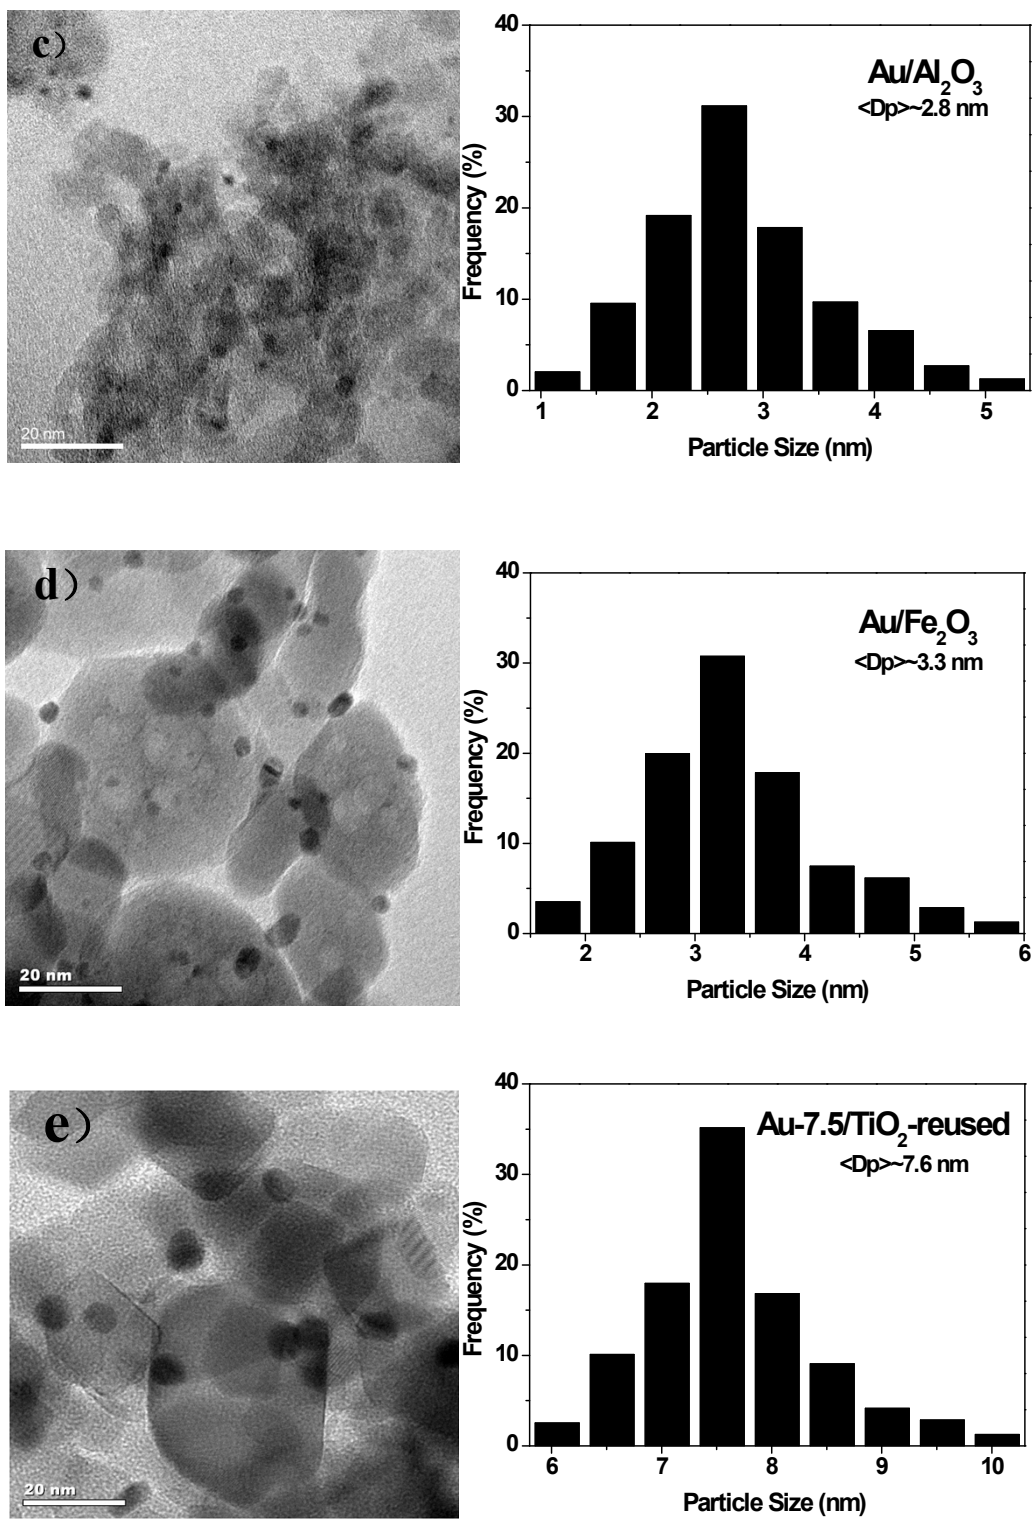 c)
20 nm
40
30
20
10
0
Frequency (%)
Au/Al₂O₃
<Dp>~2.8 nm
1 2 3 4 5
Particle Size (nm)
d)
20 nm
40
30
20
10
0
Frequency (%)
Au/Fe₂O₃
<Dp>~3.3 nm
2 3 4 5 6
Particle Size (nm)
e)
20 nm
40
30
20
10
0
Frequency (%)
Au-7.5/TiO₂-reused
<Dp>~7.6 nm
6 7 8 9 10
Particle Size (nm)